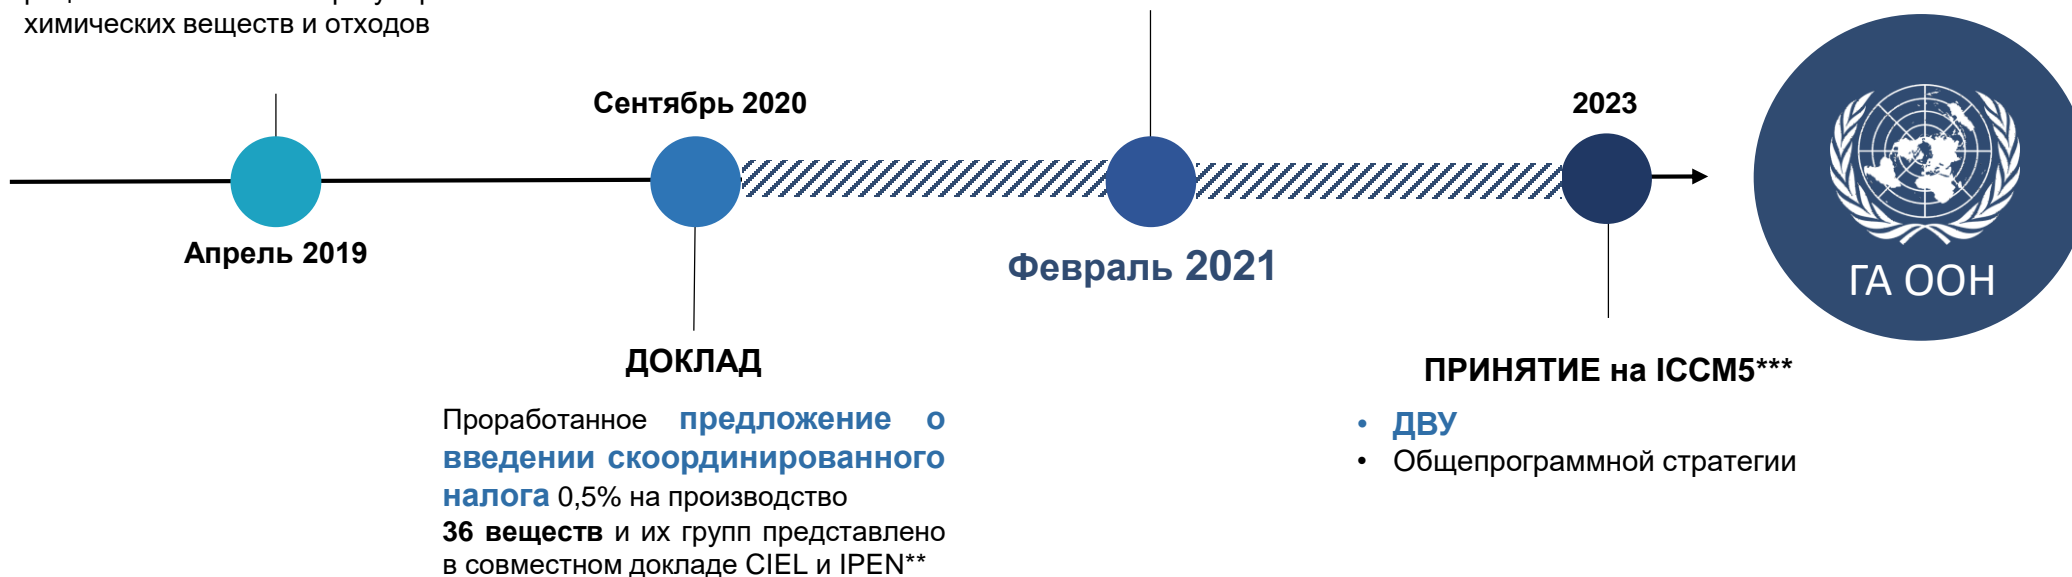 химических веществ и отходов
Сентябрь 2020
2023
Апрель 2019
Февраль 2021
ГА ООН
ДОКЛАД
Проработанное предложение о
введении скоординированного
налога 0,5% на производство
36 веществ и их групп представлено
в совместном докладе CIEL и IPEN**
ПРИНЯТИЕ на ICCM5***
• ДВУ
• Общепрограммной стратегии